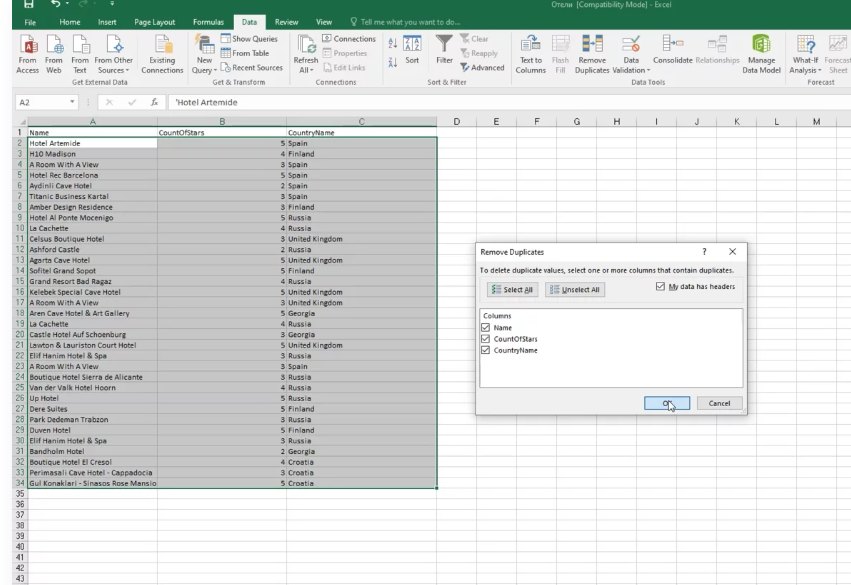 Отели [Compatibility Mode] - Excel
File Home Insert Page Layout Formulas Data Review View Tell me what you want to do...
From Access
From Web
From Text
From Other Sources
Existing Connections
New Query
Show Queries
From Table
Recent Sources
Refresh All
Connections
Properties
Edit Links
Sort
Filter
Clear
Reapply
Advanced
Text to Columns
Flash Fill
Remove Duplicates
Data Validation
Consolidate
Relationships
Manage Data Model
What-If Analysis
Forecast Sheet
Get External Data Get & Transform Connections Sort & Filter Data Tools Forecast
A2 fx 'Hotel Artemide
A B C D E F G H I J K L M
1 Name CountOfStars CountryName
2 Hotel Artemide 5 Spain
3 H10 Madison 4 Finland
4 A Room With A View 3 Spain
5 Hotel Rec Barcelona 5 Spain
6 Aydinli Cave Hotel 2 Spain
7 Titanic Business Kartal 3 Spain
8 Amber Design Residence 3 Finland
9 Hotel Al Ponte Mocenigo 5 Russia
10 La Cachette 4 Russia
11 Celsus Boutique Hotel 3 United Kingdom
12 Ashford Castle 2 Russia
13 Agarta Cave Hotel 5 United Kingdom
14 Sofitel Grand Sopot 5 Finland
15 Grand Resort Bad Ragaz 4 Russia
16 Kelebek Special Cave Hotel 5 United Kingdom
17 A Room With A View 3 United Kingdom
18 Aren Cave Hotel & Art Gallery 5 Georgia
19 La Cachette 4 Russia
20 Castle Hotel Auf Schoenburg 3 Georgia
21 Lawton & Lauriston Court Hotel 5 United Kingdom
22 Elif Hanim Hotel & Spa 3 Russia
23 A Room With A View 3 Spain
24 Boutique Hotel Sierra de Alicante 3 Russia
25 Van der Valk Hotel Hoorn 4 Russia
26 Up Hotel 5 Russia
27 Dere Suites 5 Finland
28 Park Dedeman Trabzon 3 Russia
29 Duven Hotel 5 Finland
30 Elif Hanim Hotel & Spa 3 Russia
31 Bandholm Hotel 2 Georgia
32 Boutique Hotel El Cresol 4 Croatia
33 Perimasali Cave Hotel - Cappadocia 3 Croatia
34 Gul Konaklari - Sinasos Rose Mansio 5 Croatia
35
36
37
38
39
40
41
42
43
Remove Duplicates ?
To delete duplicate values, select one or more columns that contain duplicates.
Select All Unselect All My data has headers
Columns
Name
CountOfStars
CountryName
OK Cancel